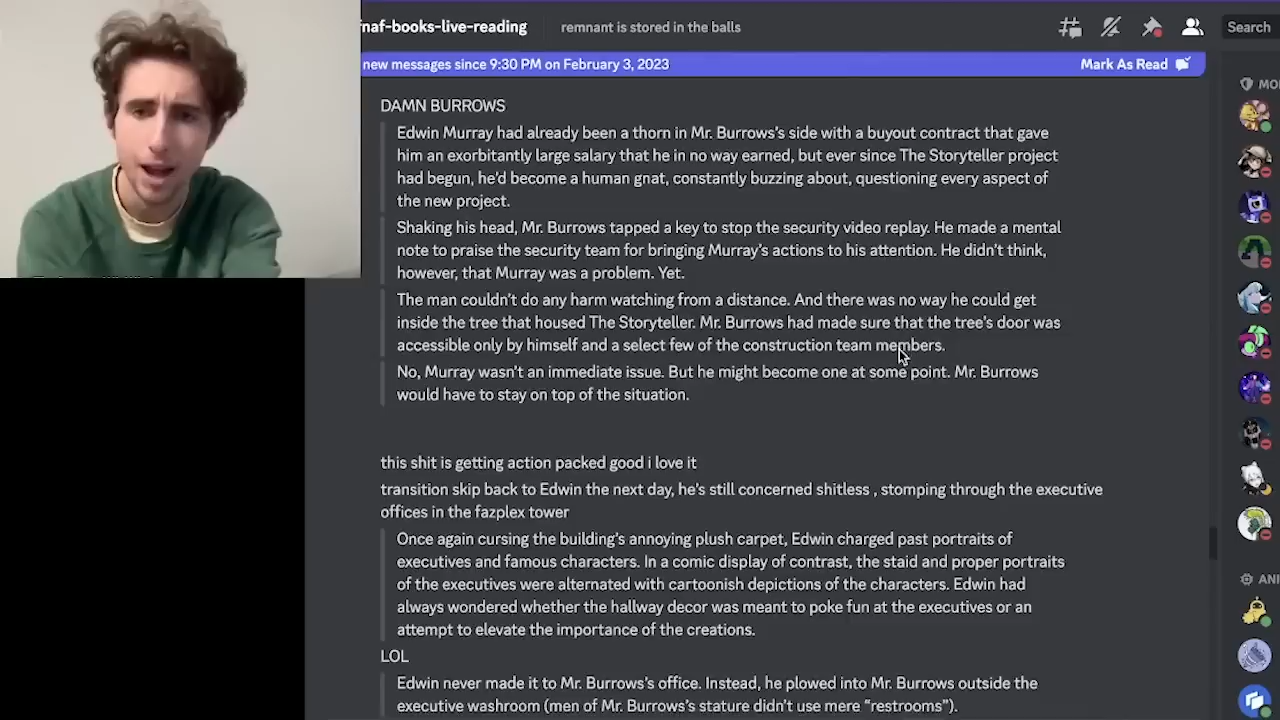 fnaf-books-live-reading
remnant is stored in the balls
Search
new messages since 9:30 PM on February 3, 2023
Mark As Read
DAMN BURROWS
Edwin Murray had already been a thorn in Mr. Burrows's side with a buyout contract that gave
him an exorbitantly large salary that he in no way earned, but ever since The Storyteller project
had begun, he'd become a human gnat, constantly buzzing about, questioning every aspect of
the new project.
Shaking his head, Mr. Burrows tapped a key to stop the security video replay. He made a mental
note to praise the security team for bringing Murray's actions to his attention. He didn't think,
however, that Murray was a problem. Yet.
The man couldn't do any harm watching from a distance. And there was no way he could get
inside the tree that housed The Storyteller. Mr. Burrows had made sure that the tree's door was
accessible only by himself and a select few of the construction team members.
No, Murray wasn't an immediate issue. But he might become one at some point. Mr. Burrows
would have to stay on top of the situation.
this shit is getting action packed good i love it
transition skip back to Edwin the next day, he's still concerned shitless , stomping through the executive
offices in the fazplex tower
Once again cursing the building's annoying plush carpet, Edwin charged past portraits of
executives and famous characters. In a comic display of contrast, the staid and proper portraits
of the executives were alternated with cartoonish depictions of the characters. Edwin had
always wondered whether the hallway decor was meant to poke fun at the executives or an
attempt to elevate the importance of the creations.
LOL
Edwin never made it to Mr. Burrows's office. Instead, he plowed into Mr. Burrows outside the
executive washroom (men of Mr. Burrows's stature didn't use mere "restrooms").
MO
ANI